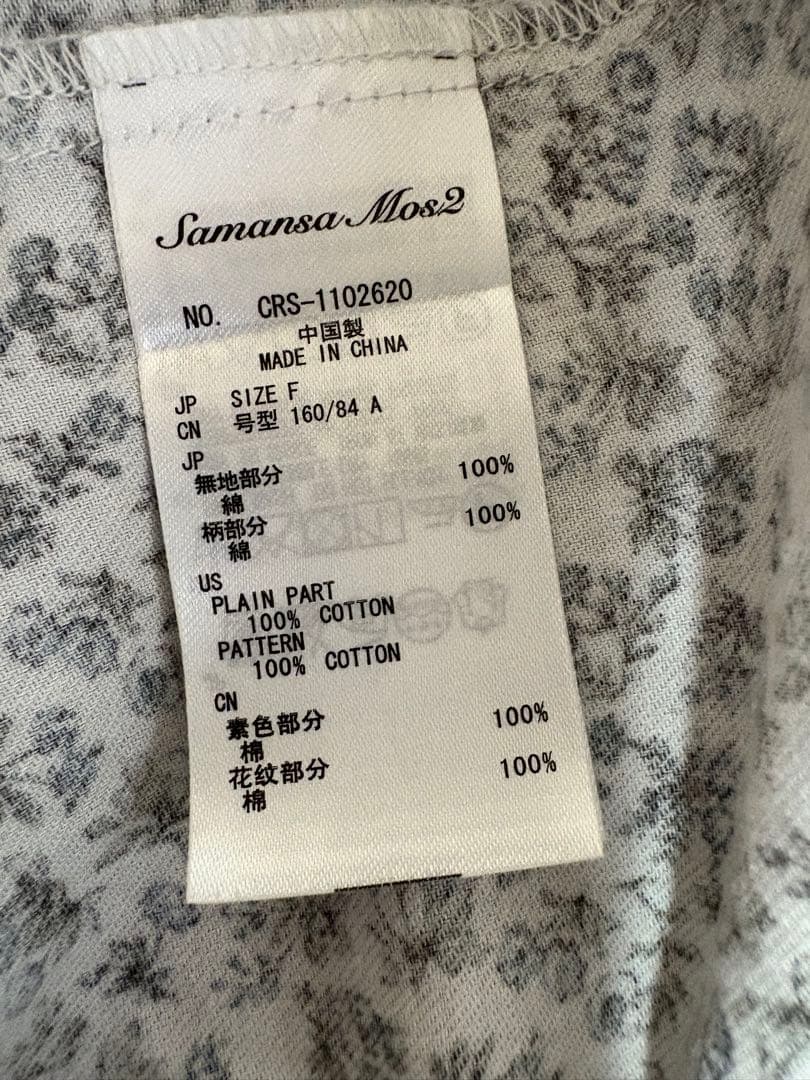 Samansa Mos2
NO. CRS-1102620
中国製
MADE IN CHINA
JP SIZE F
CN 号型 160/84 A
JP
無地部分
綿 100%
柄部分
綿 100%
US
PLAIN PART
100% COTTON
PATTERN
100% COTTON
CN
素色部分
棉 100%
花纹部分
棉 100%